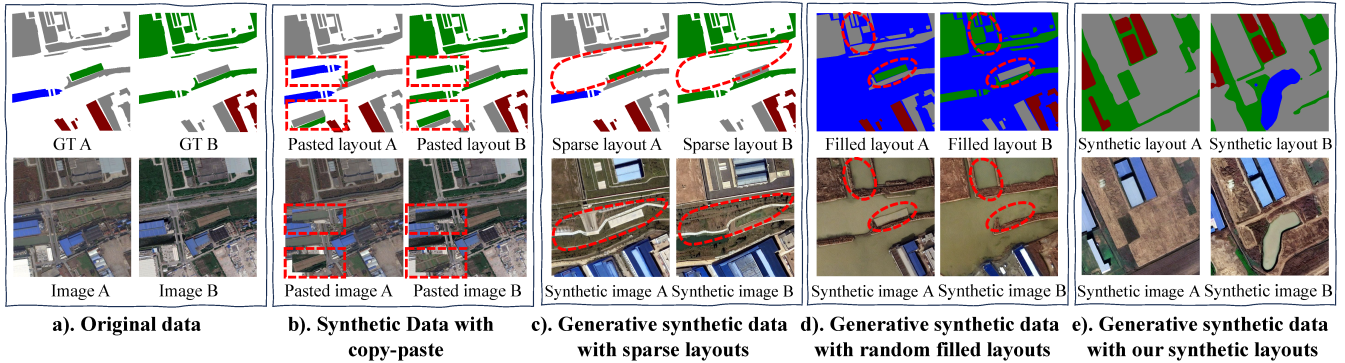 GT A
GT B
Image A
Image B
a). Original data
Pasted layout A
Pasted layout B
Pasted image A
Pasted image B
b). Synthetic Data with
copy-paste
Sparse layout A
Sparse layout B
Synthetic image A
Synthetic image B
c). Generative synthetic data
with sparse layouts
Filled layout A
Filled layout B
Synthetic image A
Synthetic image B
d). Generative synthetic data
with random filled layouts
Synthetic layout A
Synthetic layout B
Synthetic image A
Synthetic image B
e). Generative synthetic data
with our synthetic layouts